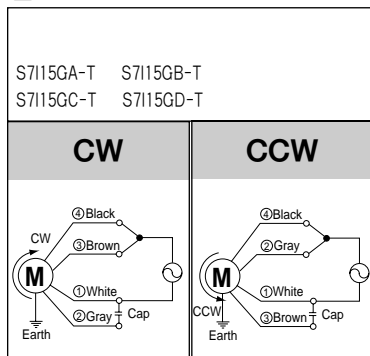 S7I15GA-T S7I15GB-T
S7I15GC-T S7I15GD-T
CW
CW
④Black
③Brown
M
①White
②Gray
Cap
Earth
CCW
④Black
②Gray
M
①White
CCW
③Brown
Cap
Earth